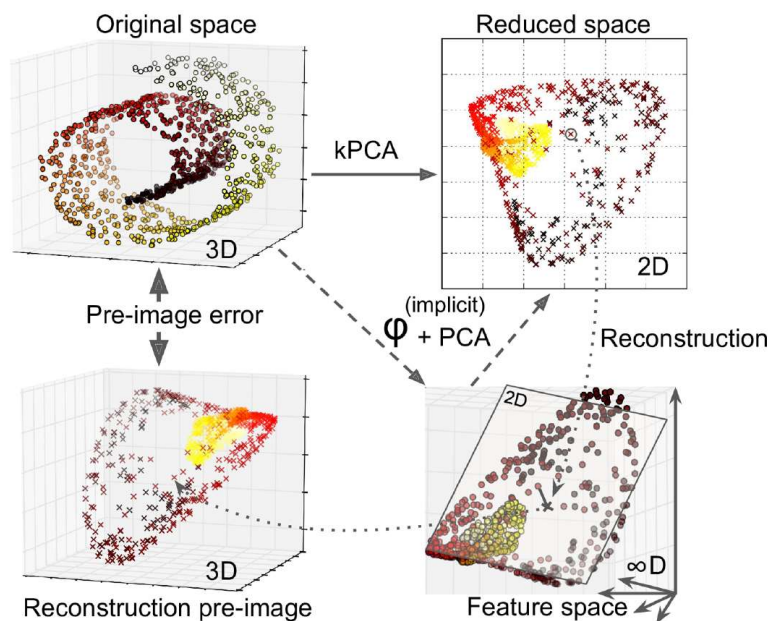 Original space
Reduced space
kPCA
3D
2D
Pre-image error
(implicit)
φ + PCA
Reconstruction
2D
3D
∞D
Reconstruction pre-image
Feature space